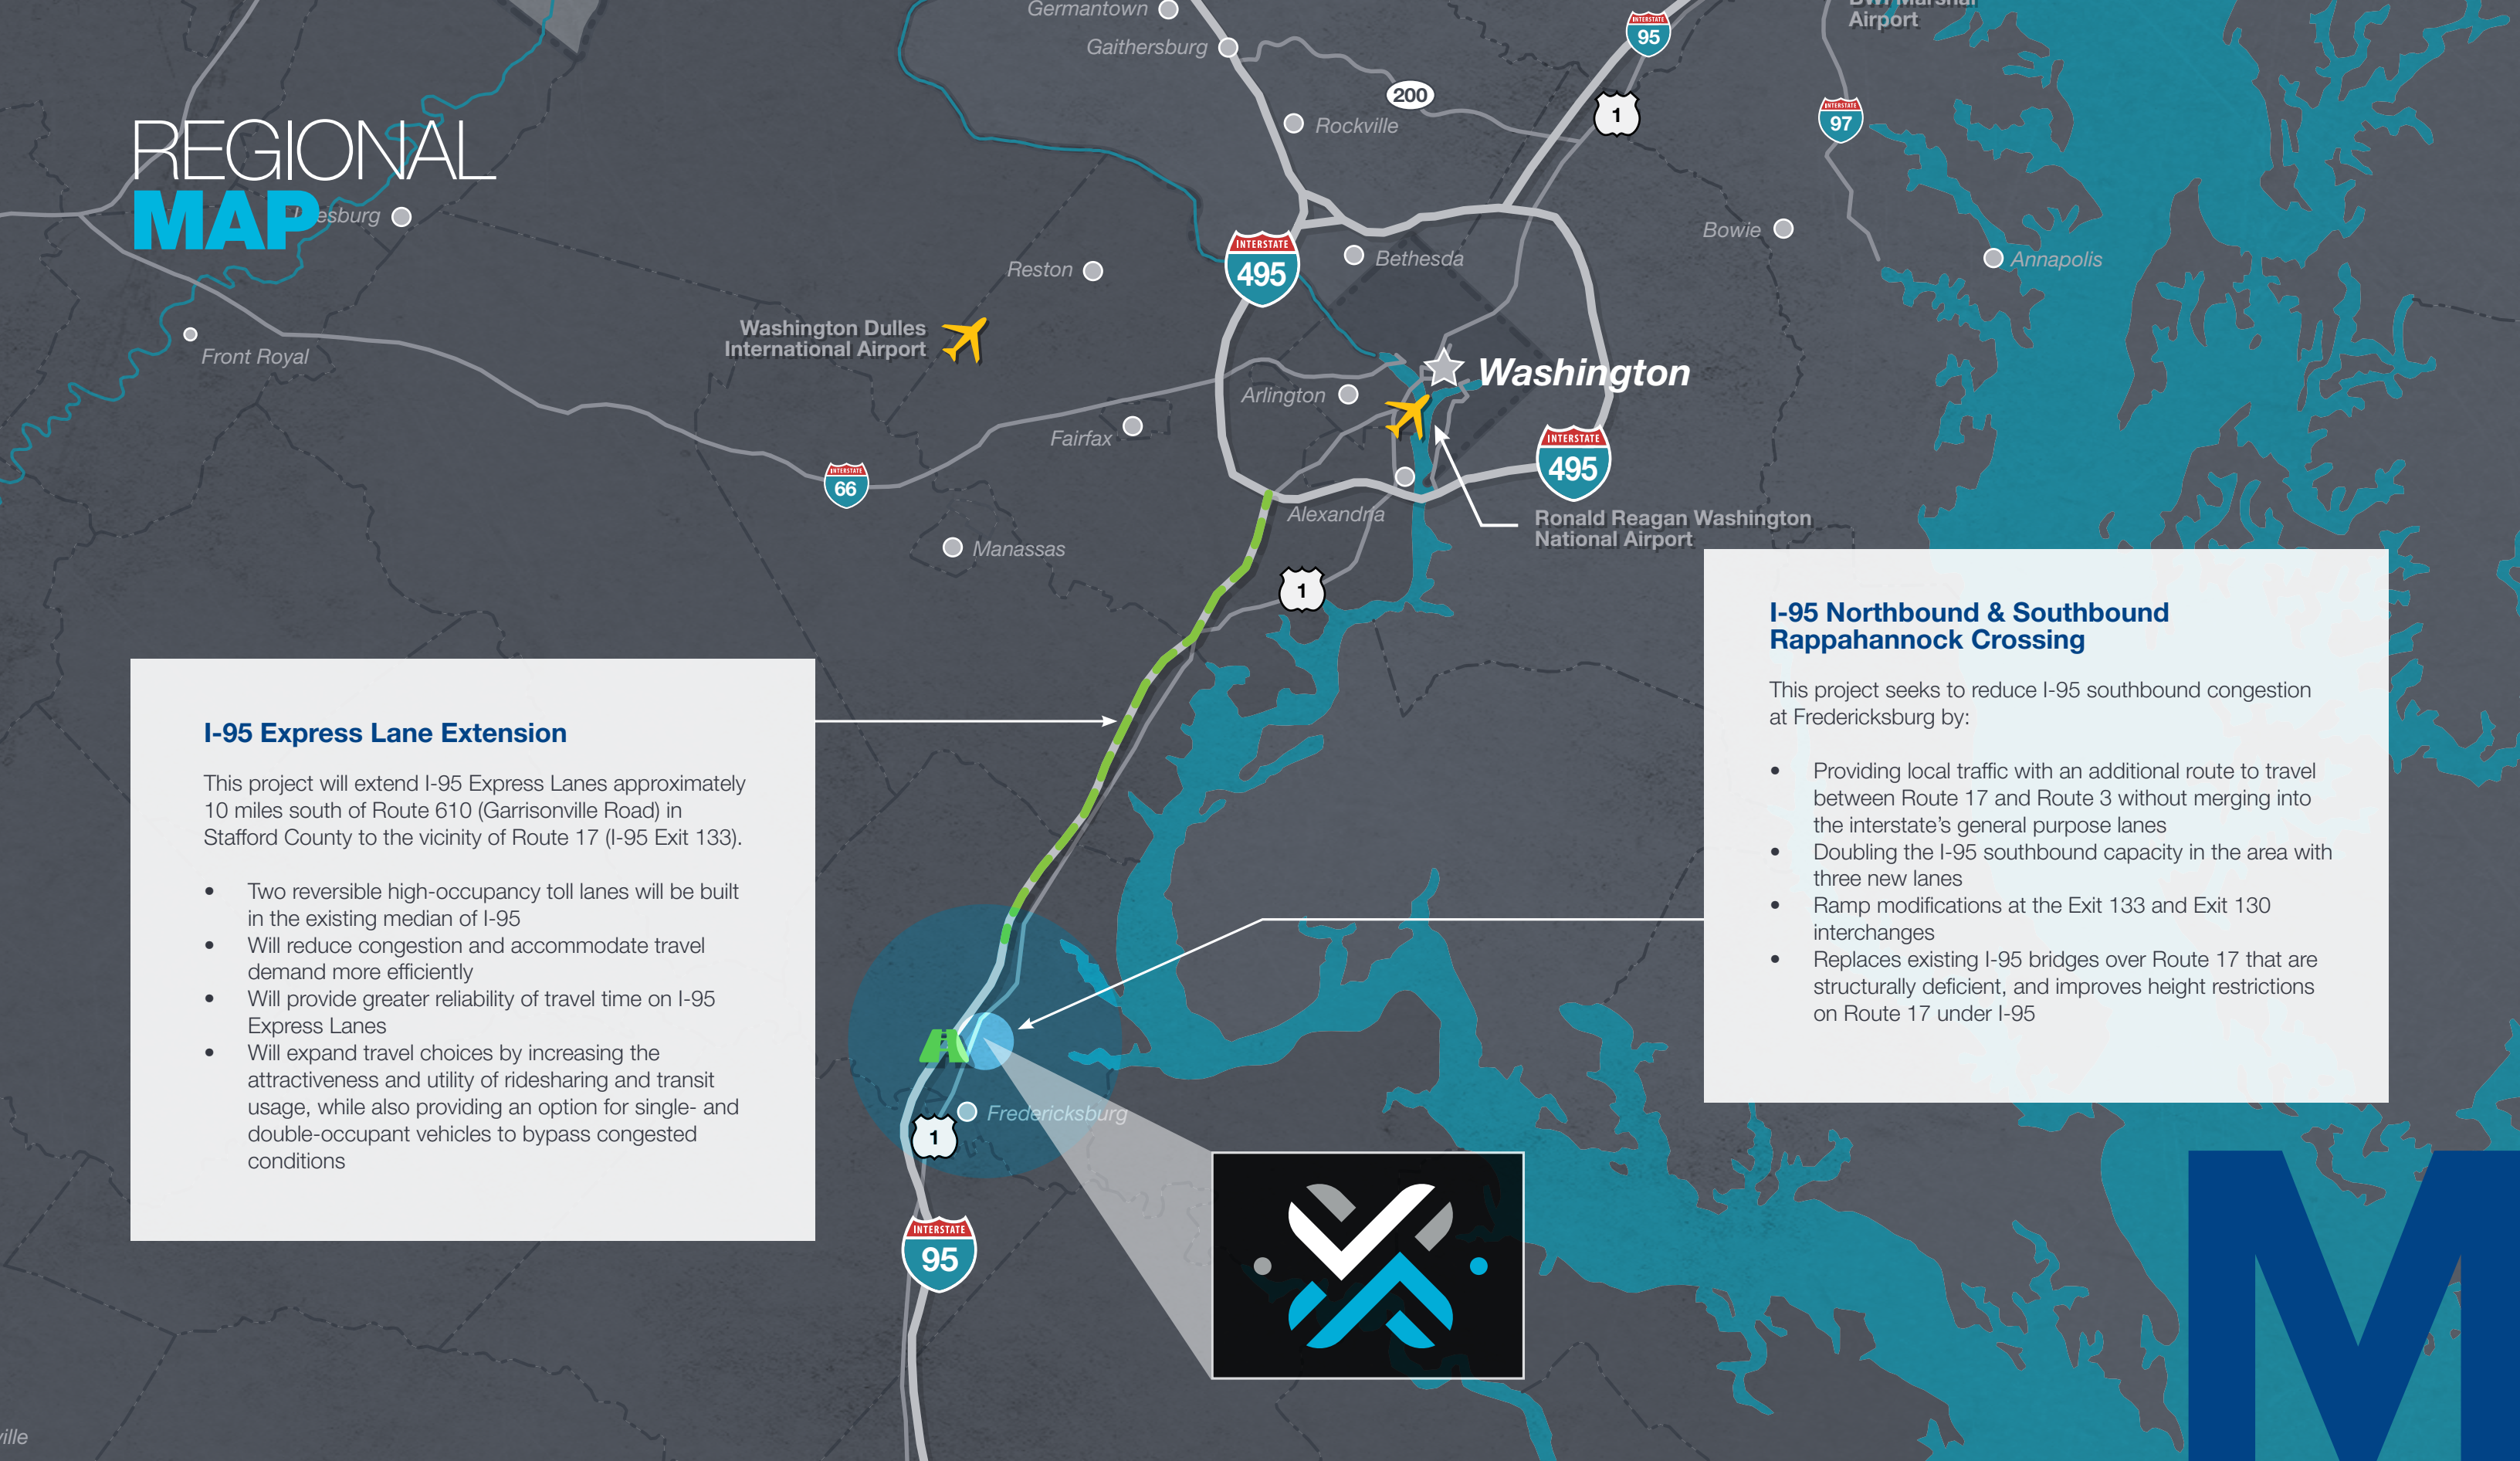 Germantown
Gaithersburg
INTERSTATE
95
BWI Marshal
Airport
200
1
INTERSTATE
97
Rockville
REGIONAL
MAP
esburg
Bowie
INTERSTATE
495
Bethesda
Annapolis
Reston
Washington Dulles
International Airport
Front Royal
Washington
Arlington
Fairfax
INTERSTATE
66
INTERSTATE
495
Alexandria
Ronald Reagan Washington
National Airport
Manassas
1
I-95 Northbound & Southbound
Rappahannock Crossing
This project seeks to reduce I-95 southbound congestion
at Fredericksburg by:
• Providing local traffic with an additional route to travel
between Route 17 and Route 3 without merging into
the interstate's general purpose lanes
• Doubling the I-95 southbound capacity in the area with
three new lanes
• Ramp modifications at the Exit 133 and Exit 130
interchanges
• Replaces existing I-95 bridges over Route 17 that are
structurally deficient, and improves height restrictions
on Route 17 under I-95
I-95 Express Lane Extension
This project will extend I-95 Express Lanes approximately
10 miles south of Route 610 (Garrisonville Road) in
Stafford County to the vicinity of Route 17 (I-95 Exit 133).
• Two reversible high-occupancy toll lanes will be built
in the existing median of I-95
• Will reduce congestion and accommodate travel
demand more efficiently
• Will provide greater reliability of travel time on I-95
Express Lanes
• Will expand travel choices by increasing the
attractiveness and utility of ridesharing and transit
usage, while also providing an option for single- and
double-occupant vehicles to bypass congested
conditions
Fredericksburg
1
INTERSTATE
95
ville
M